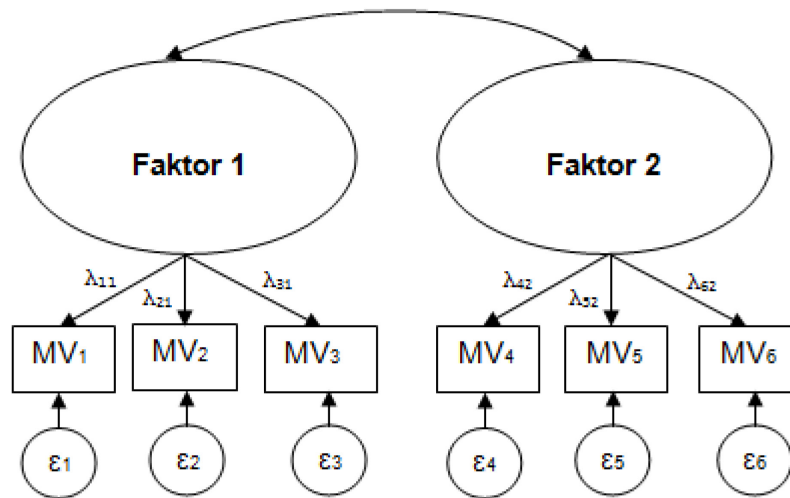 Faktor 1 Faktor 2
λ₁₁ λ₂₁ λ₃₁ λ₄₂ λ₅₂ λ₆₂
MV₁ MV₂ MV₃ MV₄ MV₅ MV₆
ε₁ ε₂ ε₃ ε₄ ε₅ ε₆